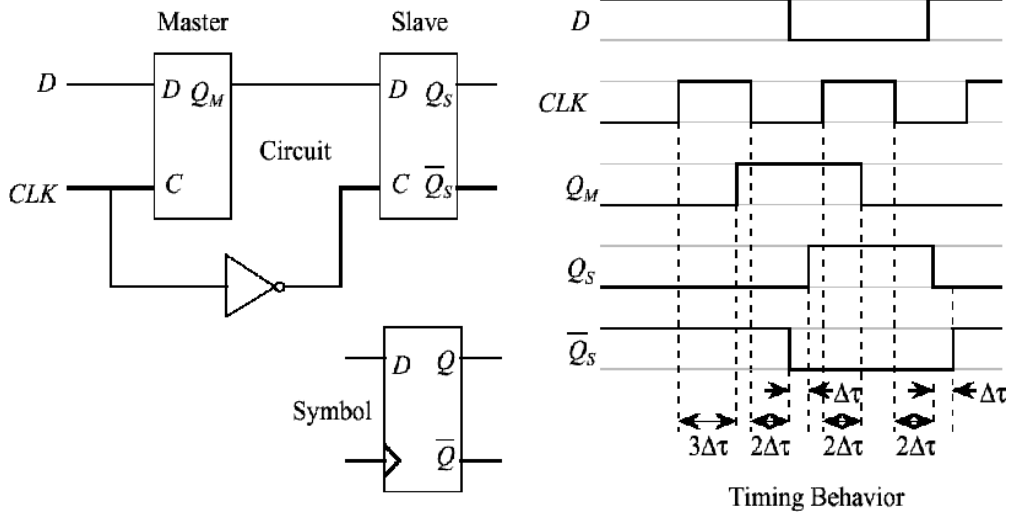 Master
Slave
D
D Q_M
D Q_S
Circuit
CLK
C
C Q̅_S
D Q
Symbol
Q̅
D
CLK
Q_M
Q_S
Q̅_S
Δτ
Δτ
3Δτ 2Δτ 2Δτ 2Δτ
Timing Behavior